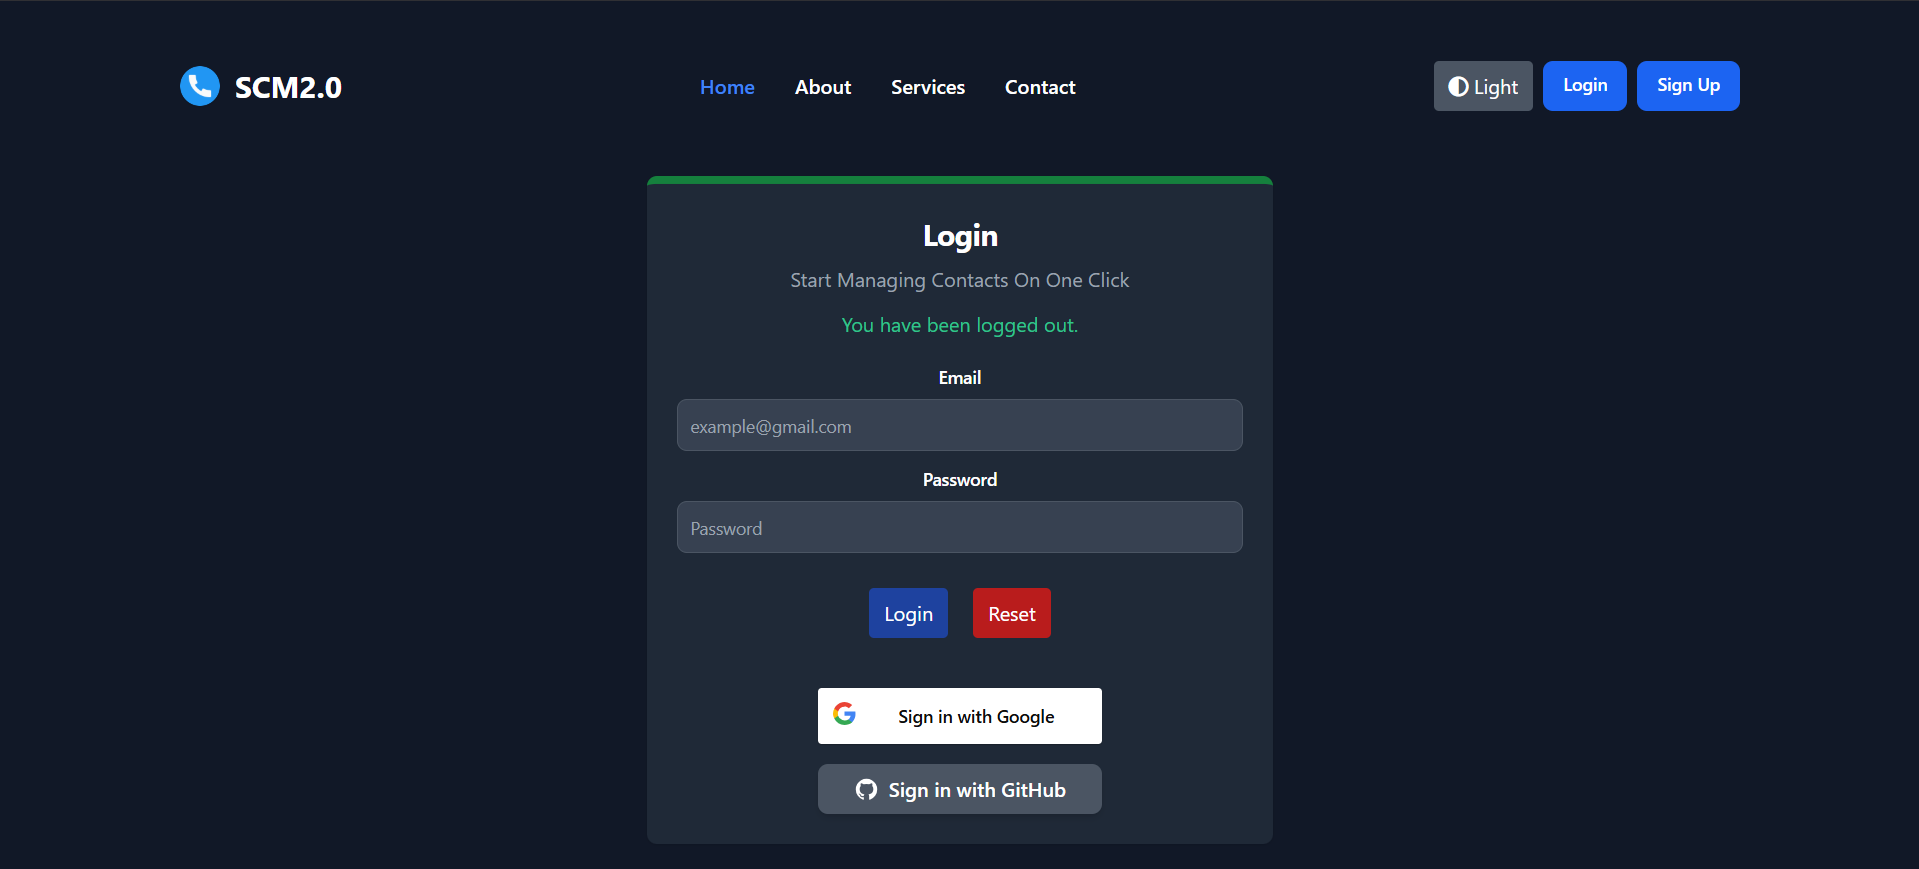 SCM2.0 Home About Services Contact Light Login Sign Up
Login
Start Managing Contacts On One Click
You have been logged out.
Email
example@gmail.com
Password
Password
Login Reset
Sign in with Google
Sign in with GitHub